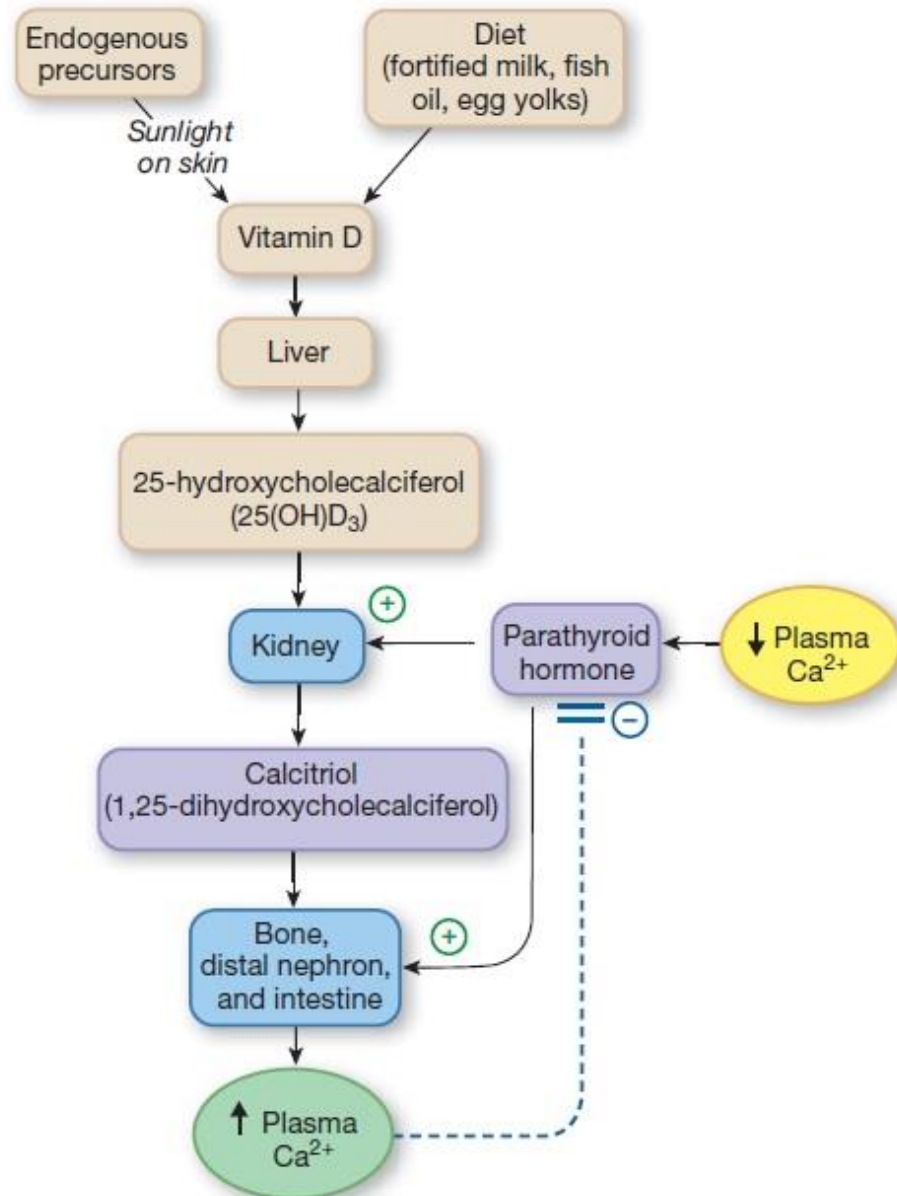 Endogenous
precursors
Diet
(fortified milk, fish
oil, egg yolks)
Sunlight
on skin
Vitamin D
Liver
25-hydroxycholecalciferol
(25(OH)D₃)
+
Kidney
Parathyroid
hormone
↓ Plasma
Ca²⁺
−
Calcitriol
(1,25-dihydroxycholecalciferol)
Bone,
distal nephron,
and intestine
+
↑ Plasma
Ca²⁺